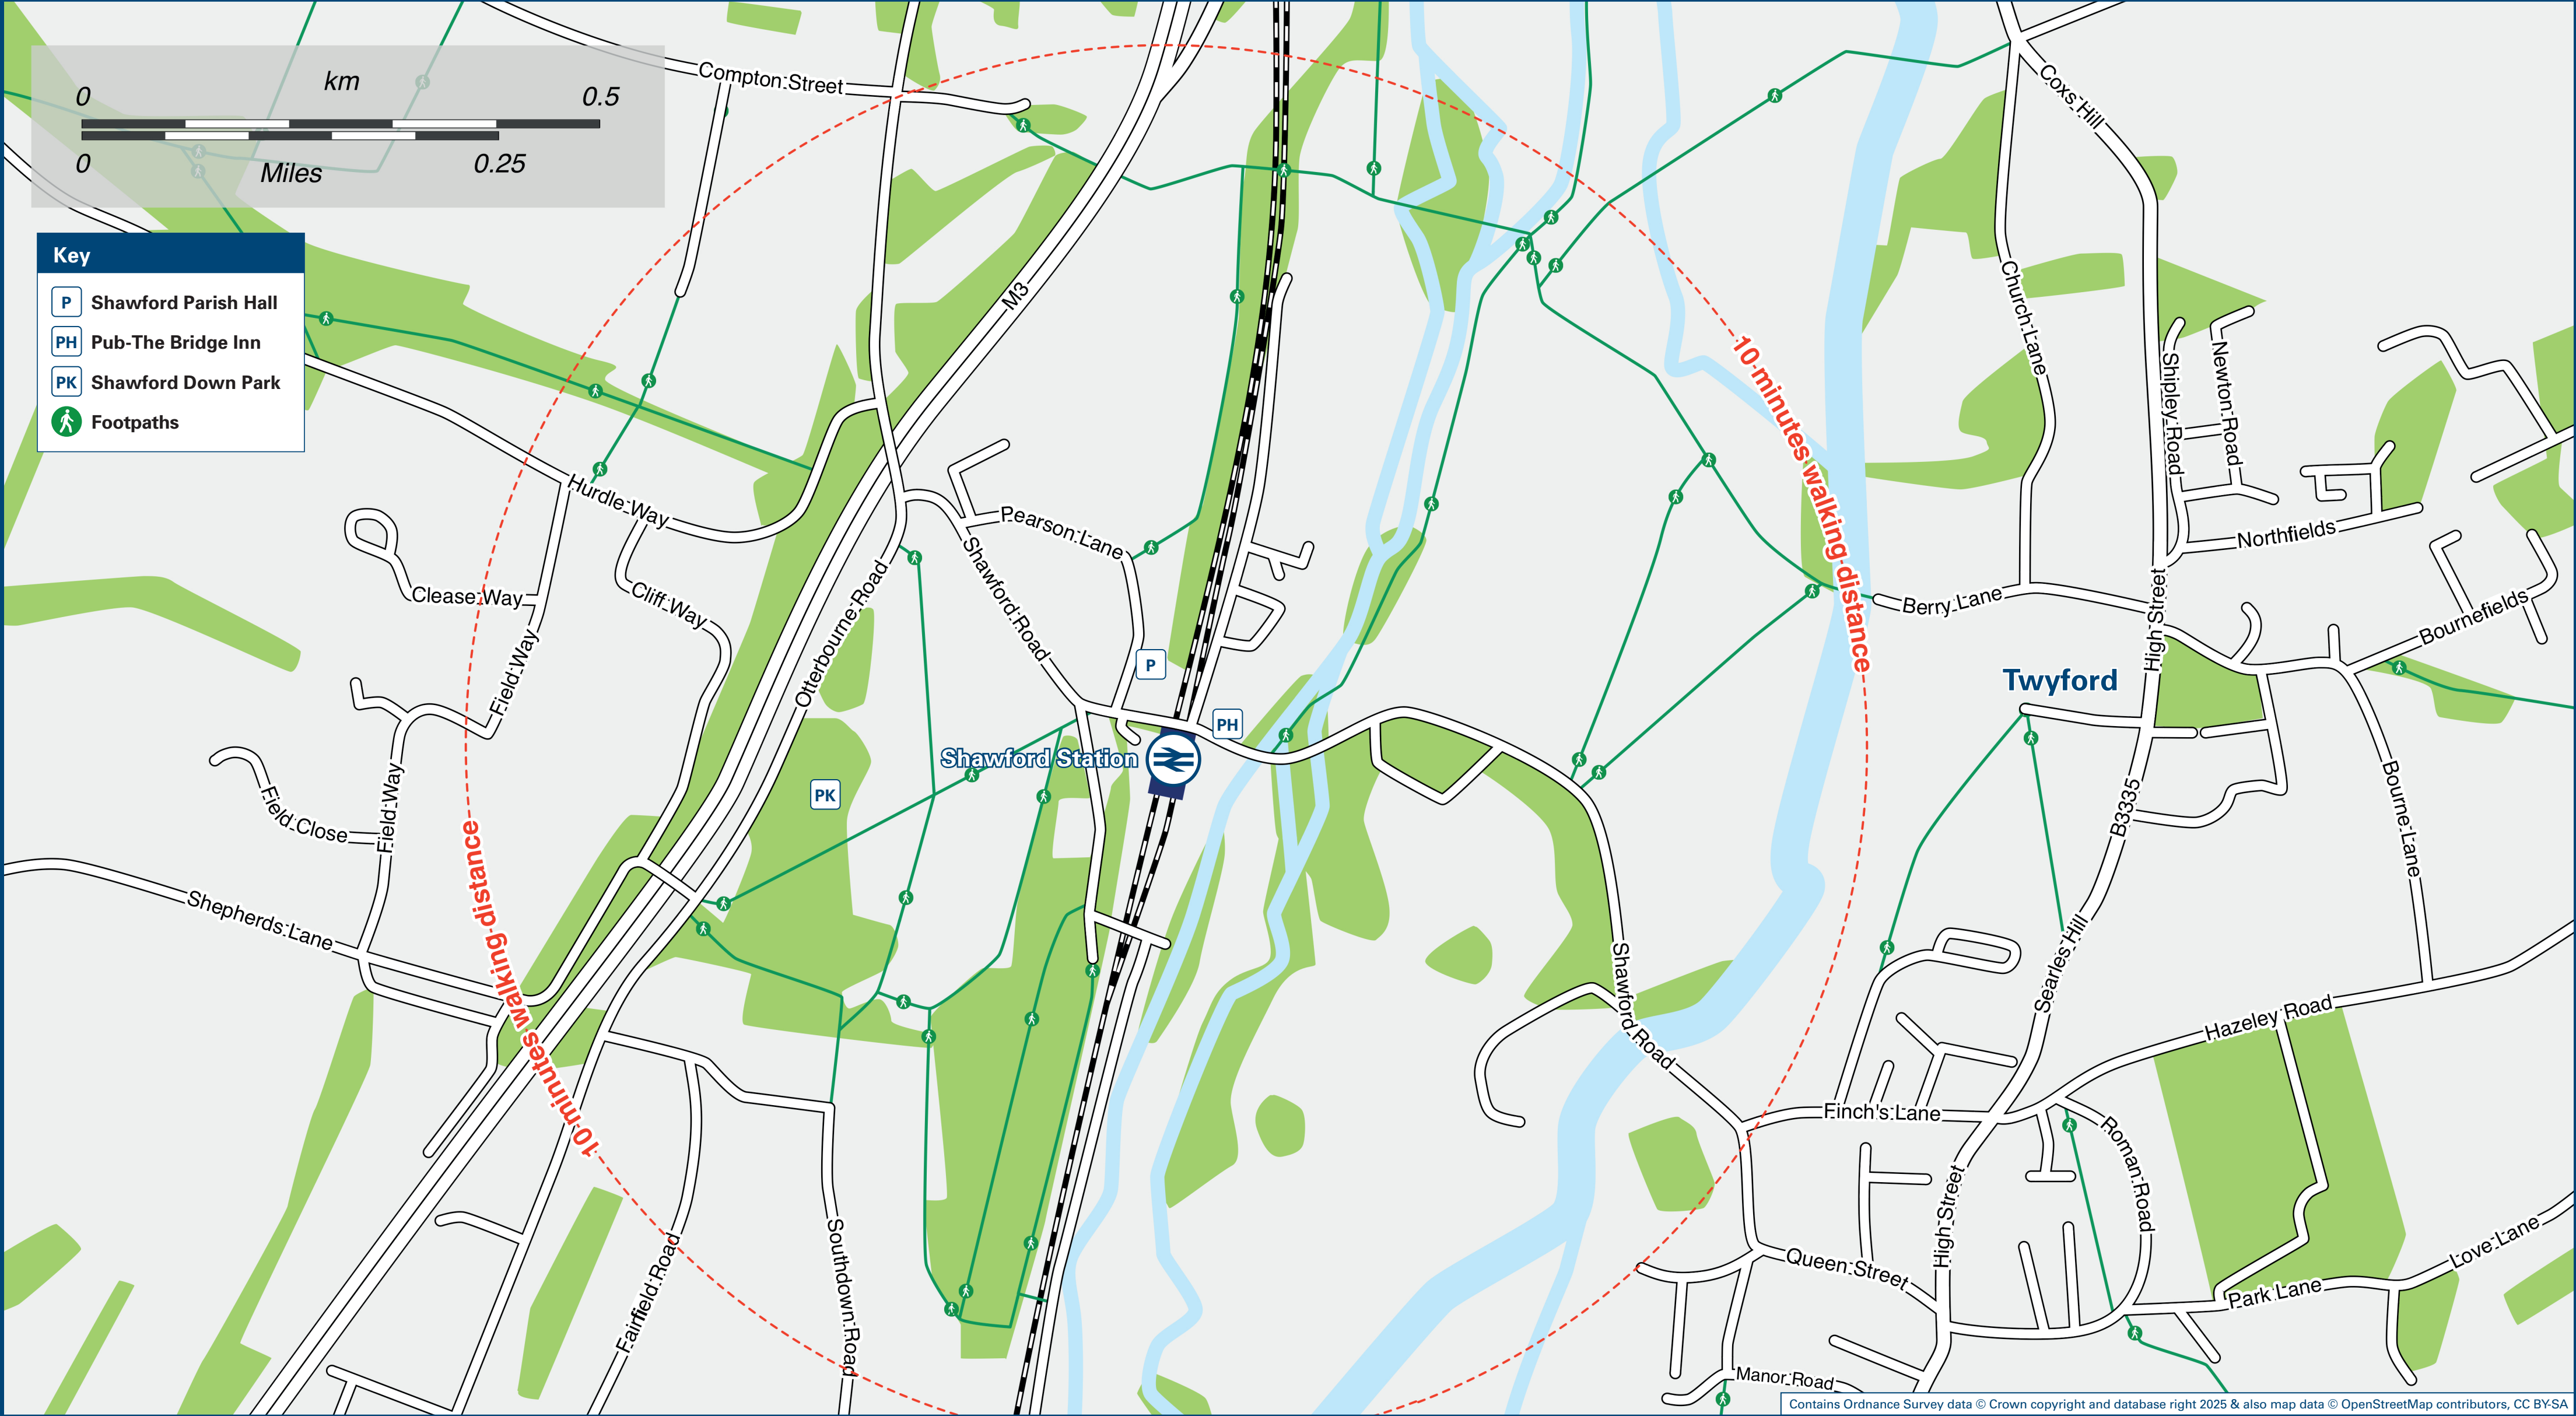 km
0
0.5
0
0.25
Miles
Key
P Shawford Parish Hall
PH Pub-The Bridge Inn
PK Shawford Down Park
Footpaths
Compton Street
M3
Coxs Hill
Church Lane
Shipley Road
Newton Road
10 minutes walking distance
Hurdle Way
Pearson Lane
Northfields
Clease Way
Cliff Way
Otterbourne Road
Shawford Road
Berry Lane
High Street
Bournefields
Field Way
P
Twyford
PH
Shawford Station
PK
Field Way
Field Close
B3335
Bourne Lane
10 minutes walking distance
Shepherds Lane
Shawford Road
Searles Hill
Hazeley Road
Finch's Lane
Roman Road
High Street
Fairfield Road
Southdown Road
Queen Street
Park Lane
Love Lane
Manor Road
Contains Ordnance Survey data © Crown copyright and database right 2025 & also map data © OpenStreetMap contributors, CC BY-SA